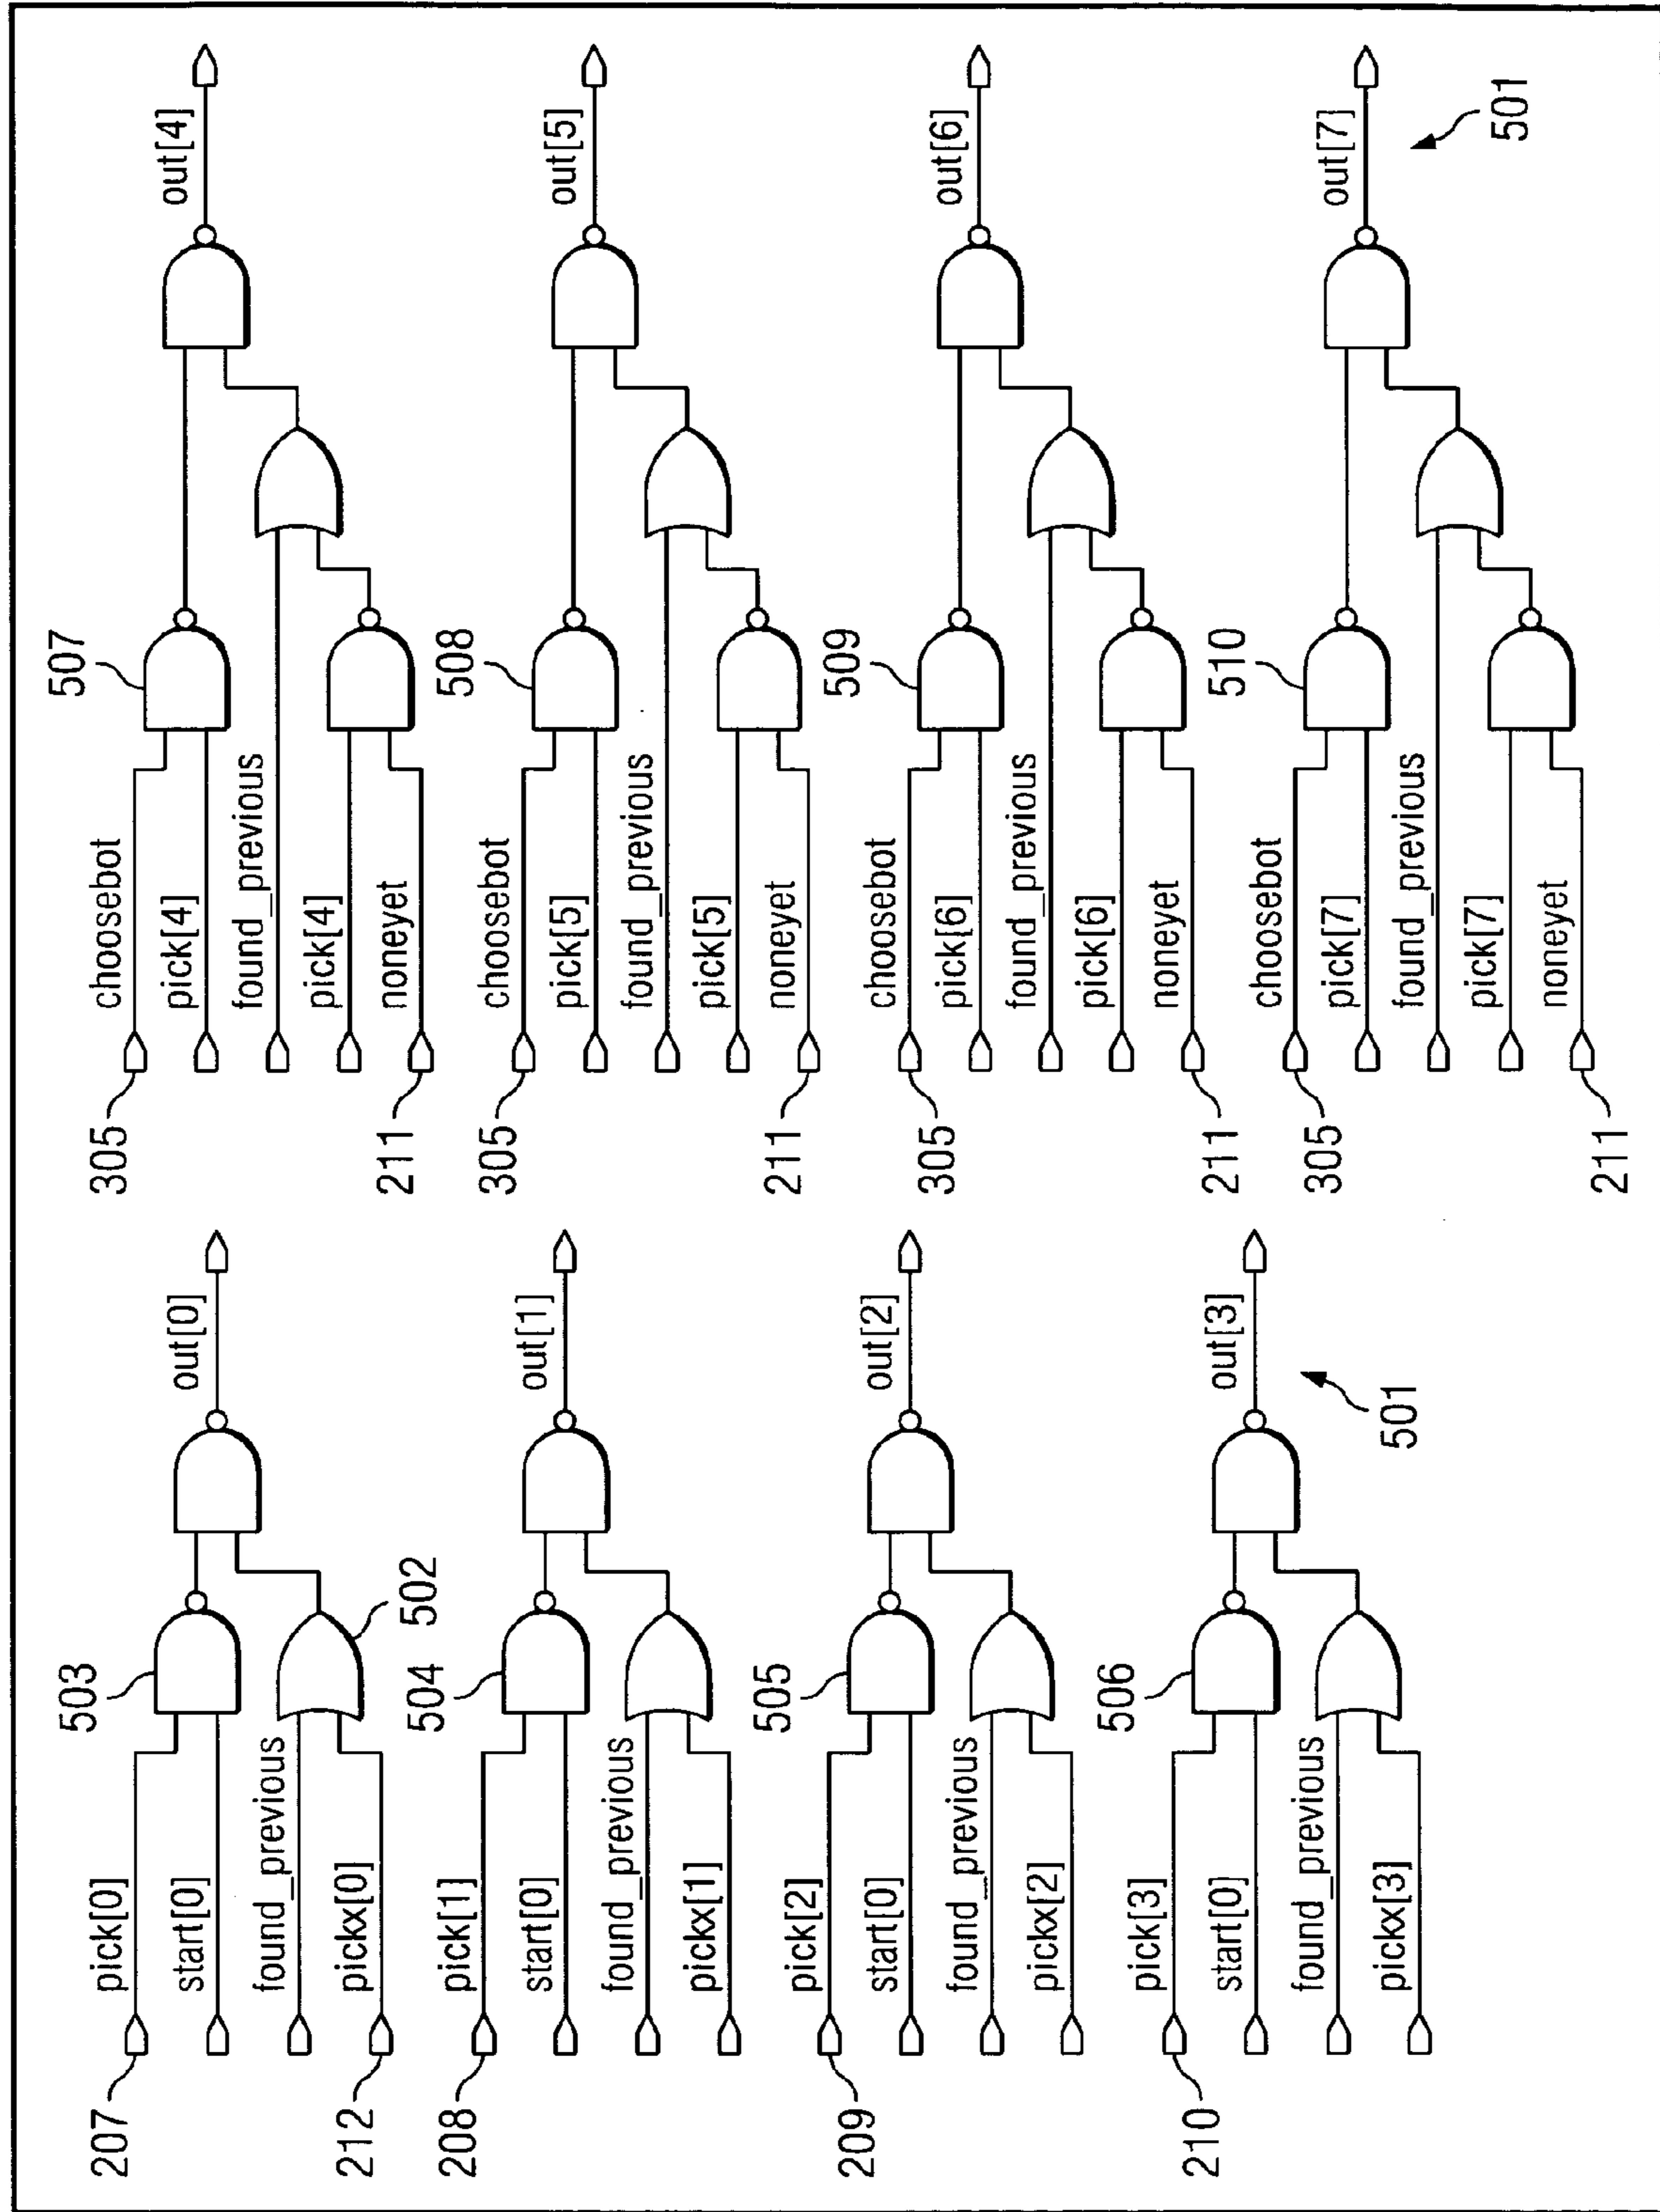 207
pick[0]
503
start[0]
out[0]
found_previous
502
212
pickx[0]
208
pick[1]
504
start[0]
out[1]
found_previous
pickx[1]
209
pick[2]
505
start[0]
out[2]
found_previous
pickx[2]
210
pick[3]
506
start[0]
out[3]
found_previous
pickx[3]
501
305
choosebot
507
pick[4]
out[4]
found_previous
pick[4]
211
noneyet
305
choosebot
508
pick[5]
out[5]
found_previous
pick[5]
211
noneyet
305
choosebot
509
pick[6]
out[6]
found_previous
pick[6]
211
noneyet
305
choosebot
510
pick[7]
out[7]
found_previous
pick[7]
211
noneyet
501